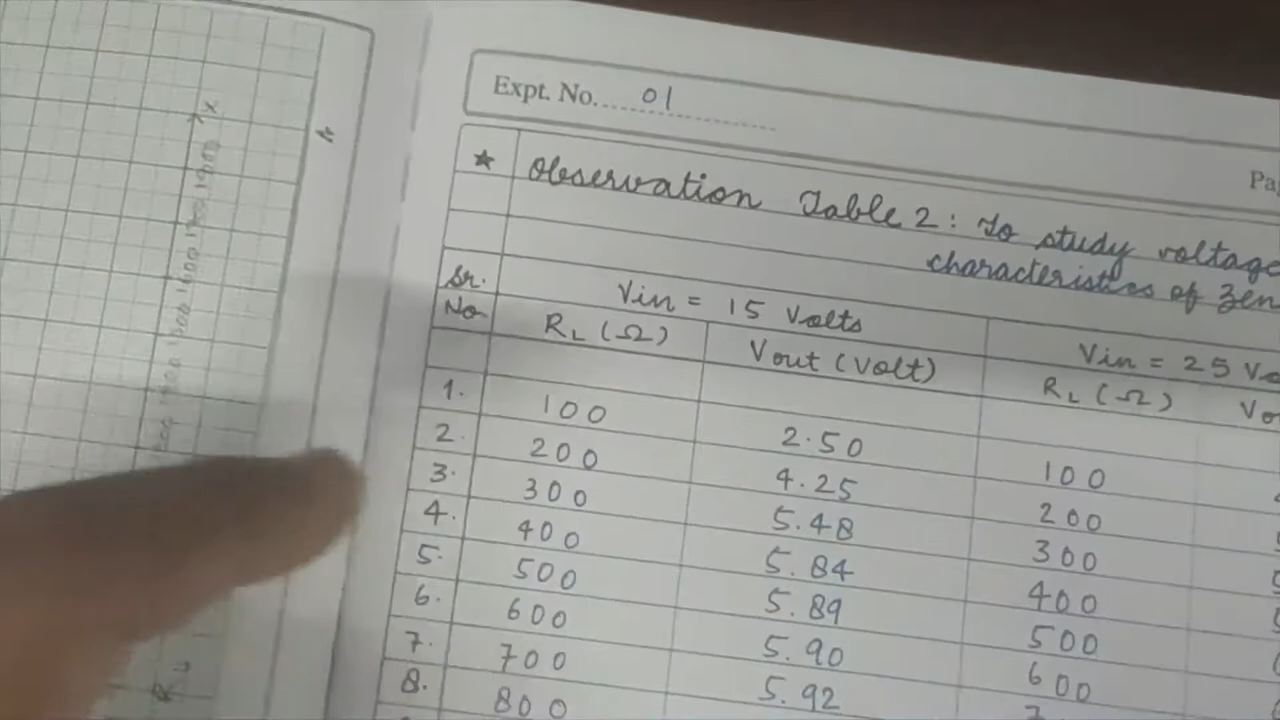 Expt. No. 01
★ Observation Table 2: To study voltage
characteristics of
Sr. No. Vin = 15 Volts Vin = 25
RL (Ω) Vout (Volt) RL (Ω)
1. 100 2.50 100
2. 200 4.25 200
3. 300 5.48 300
4. 400 5.84 400
5. 500 5.89 500
6. 600 5.90 600
7. 700 5.92
8. 800